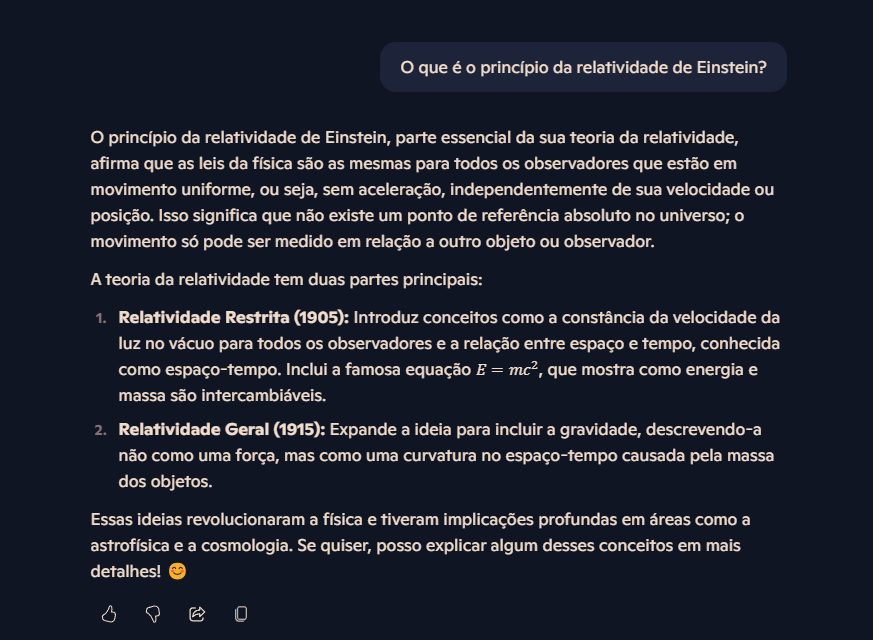 O que é o princípio da relatividade de Einstein?
O princípio da relatividade de Einstein, parte essencial da sua teoria da relatividade,
afirma que as leis da física são as mesmas para todos os observadores que estão em
movimento uniforme, ou seja, sem aceleração, independentemente de sua velocidade ou
posição. Isso significa que não existe um ponto de referência absoluto no universo; o
movimento só pode ser medido em relação a outro objeto ou observador.
A teoria da relatividade tem duas partes principais:
1. Relatividade Restrita (1905): Introduz conceitos como a constância da velocidade da
luz no vácuo para todos os observadores e a relação entre espaço e tempo, conhecida
como espaço-tempo. Inclui a famosa equação E = mc², que mostra como energia e
massa são intercambiáveis.
2. Relatividade Geral (1915): Expande a ideia para incluir a gravidade, descrevendo-a
não como uma força, mas como uma curvatura no espaço-tempo causada pela massa
dos objetos.
Essas ideias revolucionaram a física e tiveram implicações profundas em áreas como a
astrofísica e a cosmologia. Se quiser, posso explicar algum desses conceitos em mais
detalhes! 😊